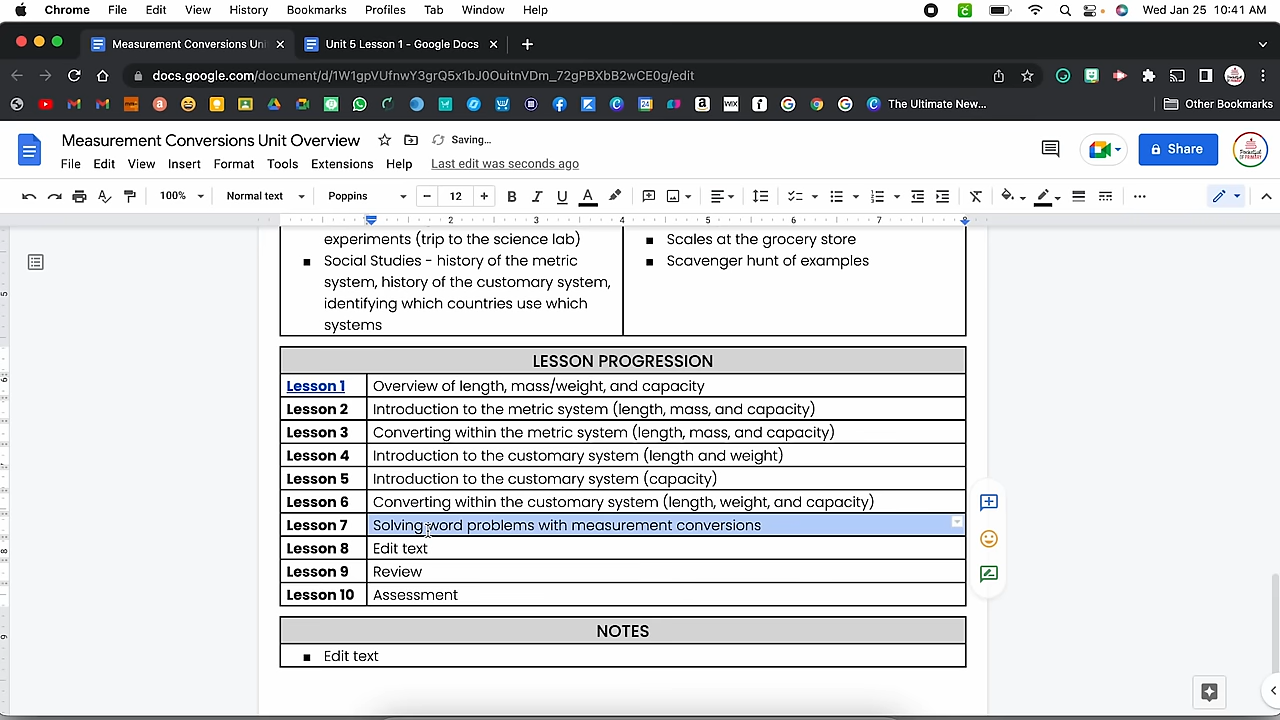 Chrome File Edit View History Bookmarks Profiles Tab Window Help Wed Jan 25 10:41 AM
Measurement Conversions Uni Unit 5 Lesson 1 - Google Docs
docs.google.com/document/d/1W1gpVUfnwY3grQ5x1bJ0OuitnVDm_72gPBXbB2wCE0g/edit
The Ultimate New... Other Bookmarks
Measurement Conversions Unit Overview Saving...
File Edit View Insert Format Tools Extensions Help Last edit was seconds ago
Share
100% Normal text Poppins 12
2 3 4 5 6 7 8
experiments (trip to the science lab)
Social Studies - history of the metric
system, history of the customary system,
identifying which countries use which
systems
Scales at the grocery store
Scavenger hunt of examples
LESSON PROGRESSION
Lesson 1 Overview of length, mass/weight, and capacity
Lesson 2 Introduction to the metric system (length, mass, and capacity)
Lesson 3 Converting within the metric system (length, mass, and capacity)
Lesson 4 Introduction to the customary system (length and weight)
Lesson 5 Introduction to the customary system (capacity)
Lesson 6 Converting within the customary system (length, weight, and capacity)
Lesson 7 Solving word problems with measurement conversions
Lesson 8 Edit text
Lesson 9 Review
Lesson 10 Assessment
NOTES
Edit text